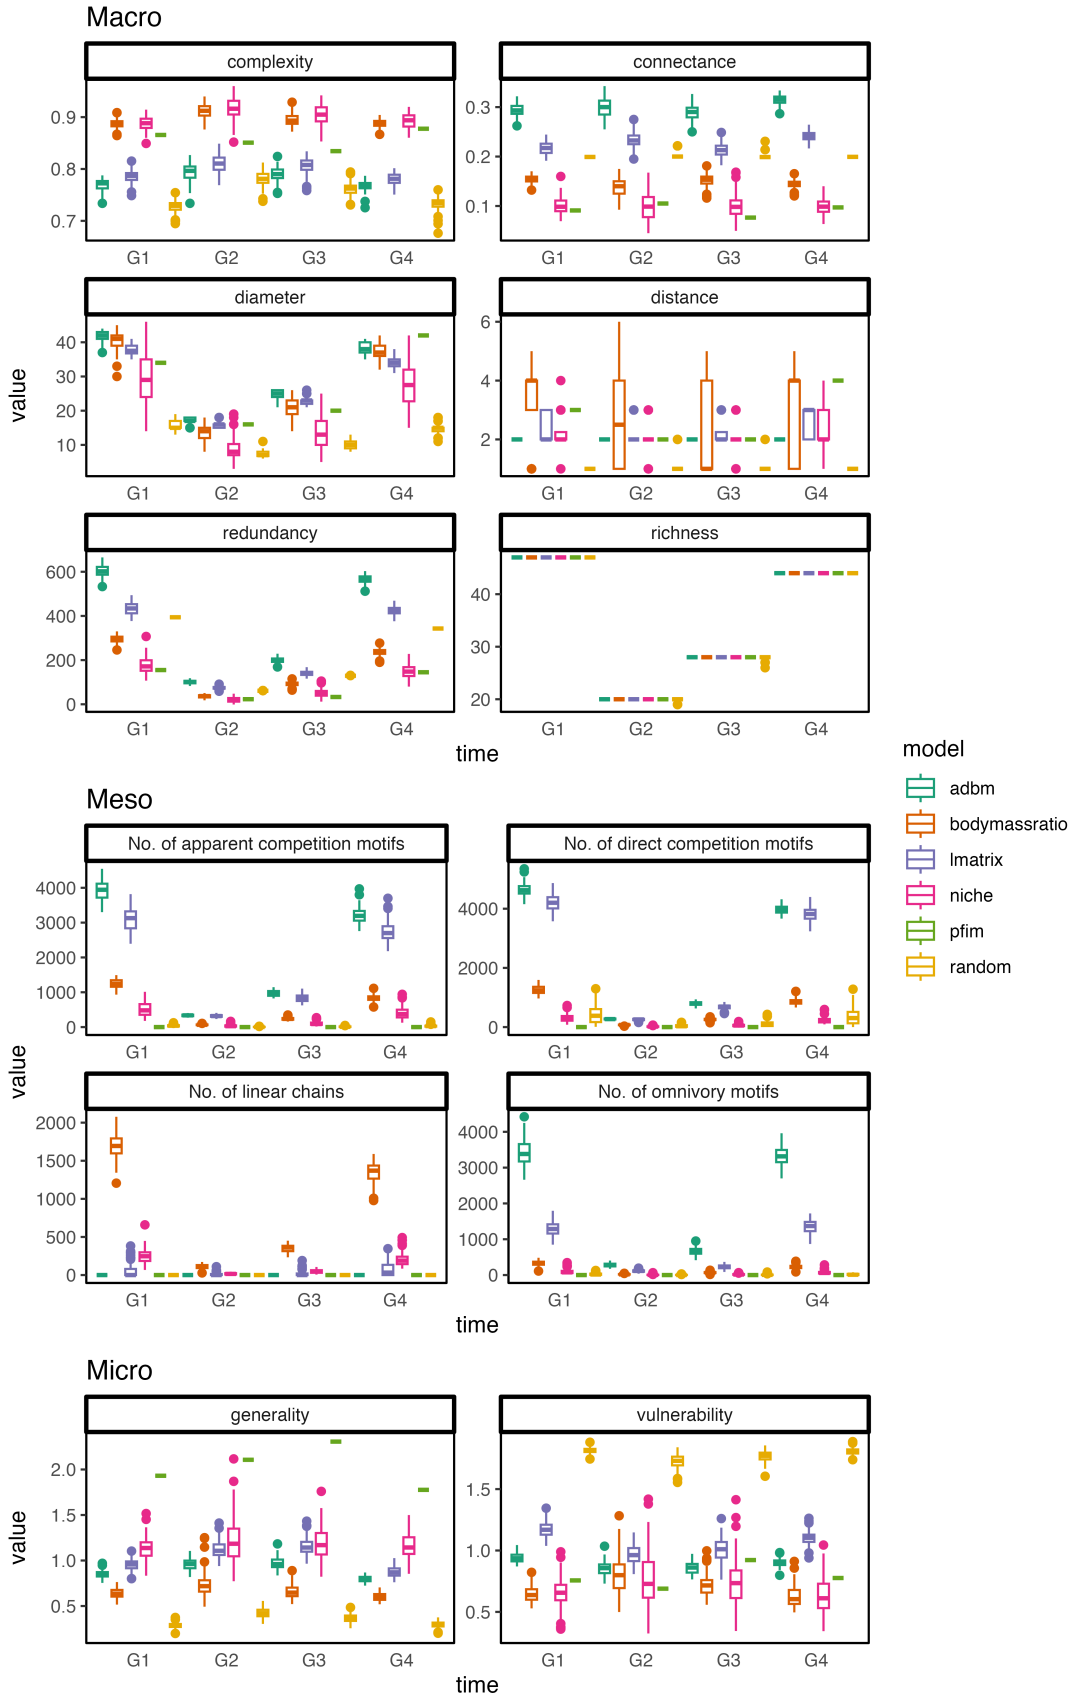 Macro
complexity
connectance
0.9
0.8
0.7
0.3
0.2
0.1
G1 G2 G3 G4
G1 G2 G3 G4
diameter
distance
40
30
20
10
6
4
2
G1 G2 G3 G4
G1 G2 G3 G4
value
redundancy
richness
600
400
200
0
40
30
20
G1 G2 G3 G4
G1 G2 G3 G4
time
Meso
No. of apparent competition motifs
No. of direct competition motifs
4000
3000
2000
1000
0
4000
2000
0
G1 G2 G3 G4
G1 G2 G3 G4
value
No. of linear chains
No. of omnivory motifs
2000
1500
1000
500
0
4000
3000
2000
1000
0
G1 G2 G3 G4
G1 G2 G3 G4
time
Micro
generality
vulnerability
value
2.0
1.5
1.0
0.5
1.5
1.0
0.5
G1 G2 G3 G4
G1 G2 G3 G4
time
model
adbm
bodymassratio
lmatrix
niche
pfim
random